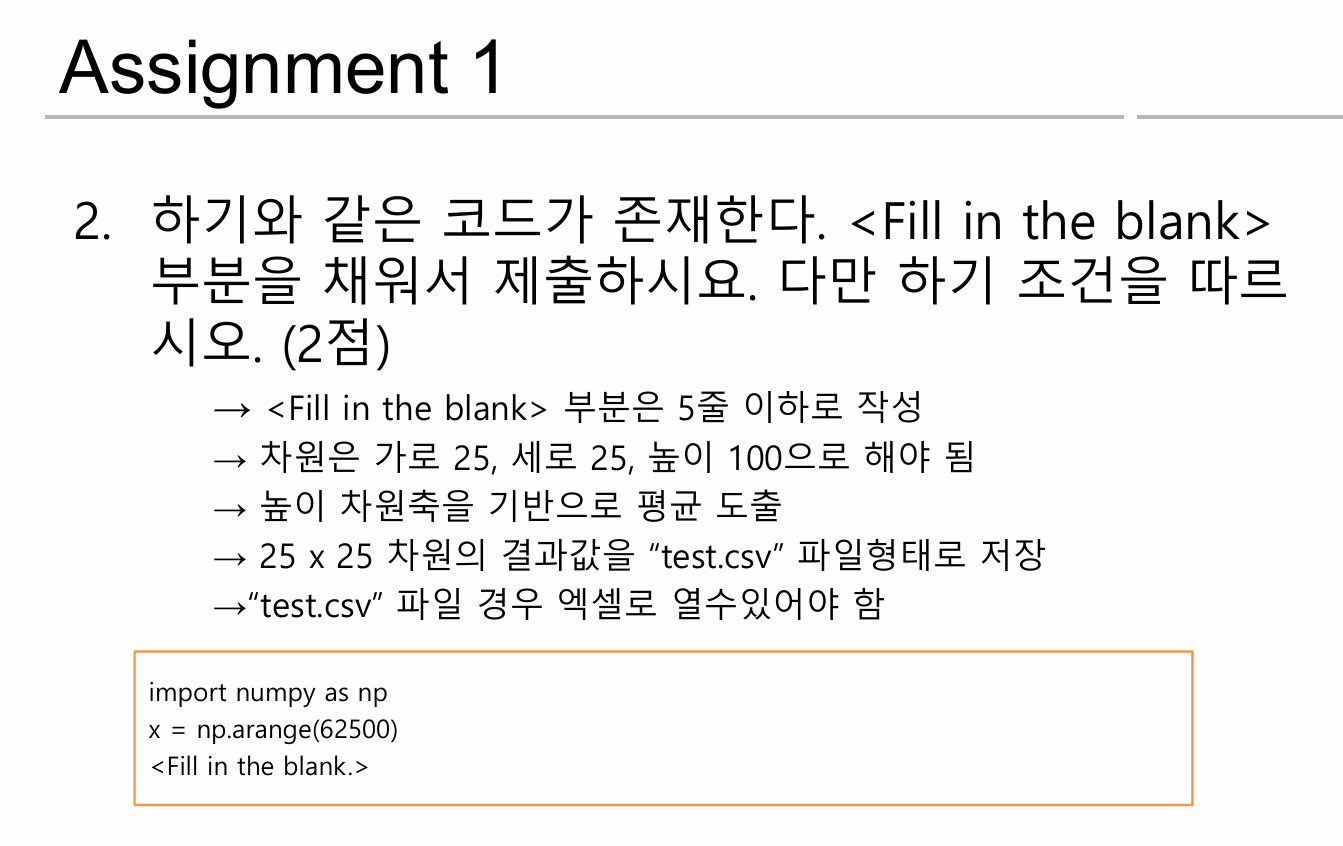 Assignment 1
2. 하기와 같은 코드가 존재한다. <Fill in the blank>
부분을 채워서 제출하시요. 다만 하기 조건을 따르
시오. (2점)
→ <Fill in the blank> 부분은 5줄 이하로 작성
→ 차원은 가로 25, 세로 25, 높이 100으로 해야 됨
→ 높이 차원축을 기반으로 평균 도출
→ 25 x 25 차원의 결과값을 “test.csv” 파일형태로 저장
→“test.csv” 파일 경우 엑셀로 열수있어야 함
import numpy as np
x = np.arange(62500)
<Fill in the blank.>